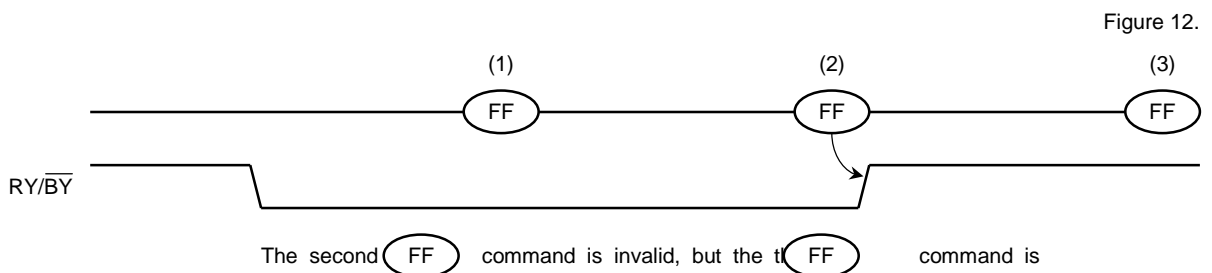 Figure 12.
(1) (2) (3)
FF FF FF
RY/B̅Y̅
The second FF command is invalid, but the FF command is